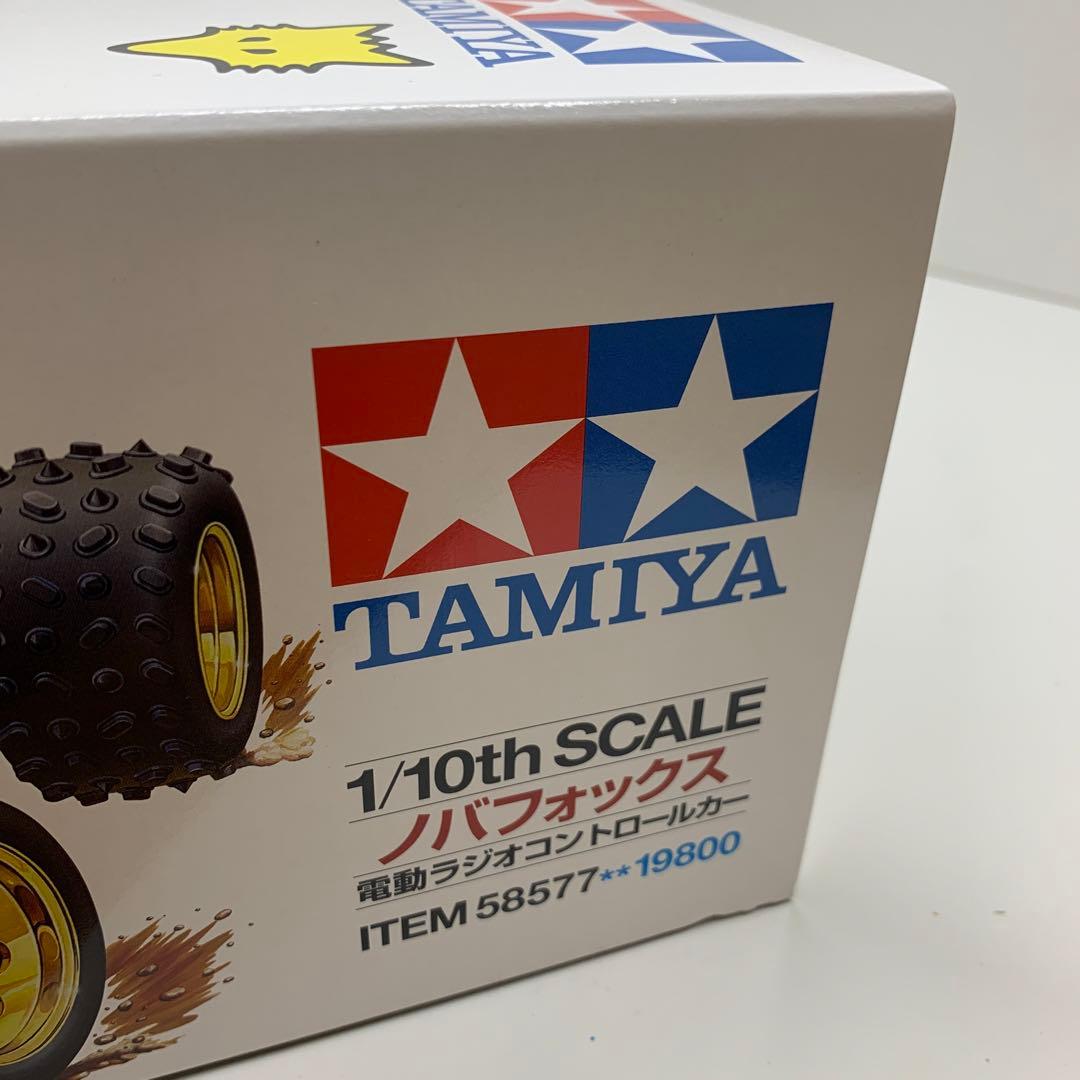 TAMIYA
TAMIYA
1/10th SCALE
ノバフォックス
電動ラジオコントロールカー
ITEM 58577**19800